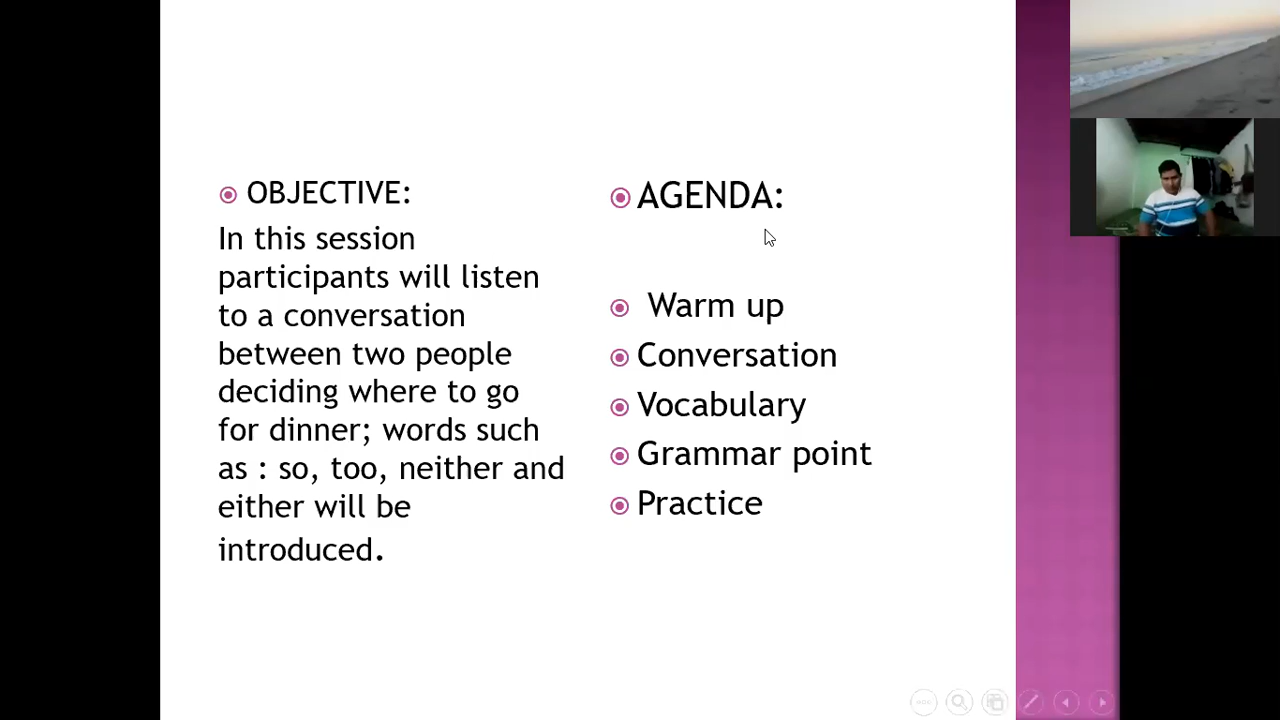 OBJECTIVE:
In this session
participants will listen
to a conversation
between two people
deciding where to go
for dinner; words such
as : so, too, neither and
either will be
introduced.
AGENDA:
Warm up
Conversation
Vocabulary
Grammar point
Practice